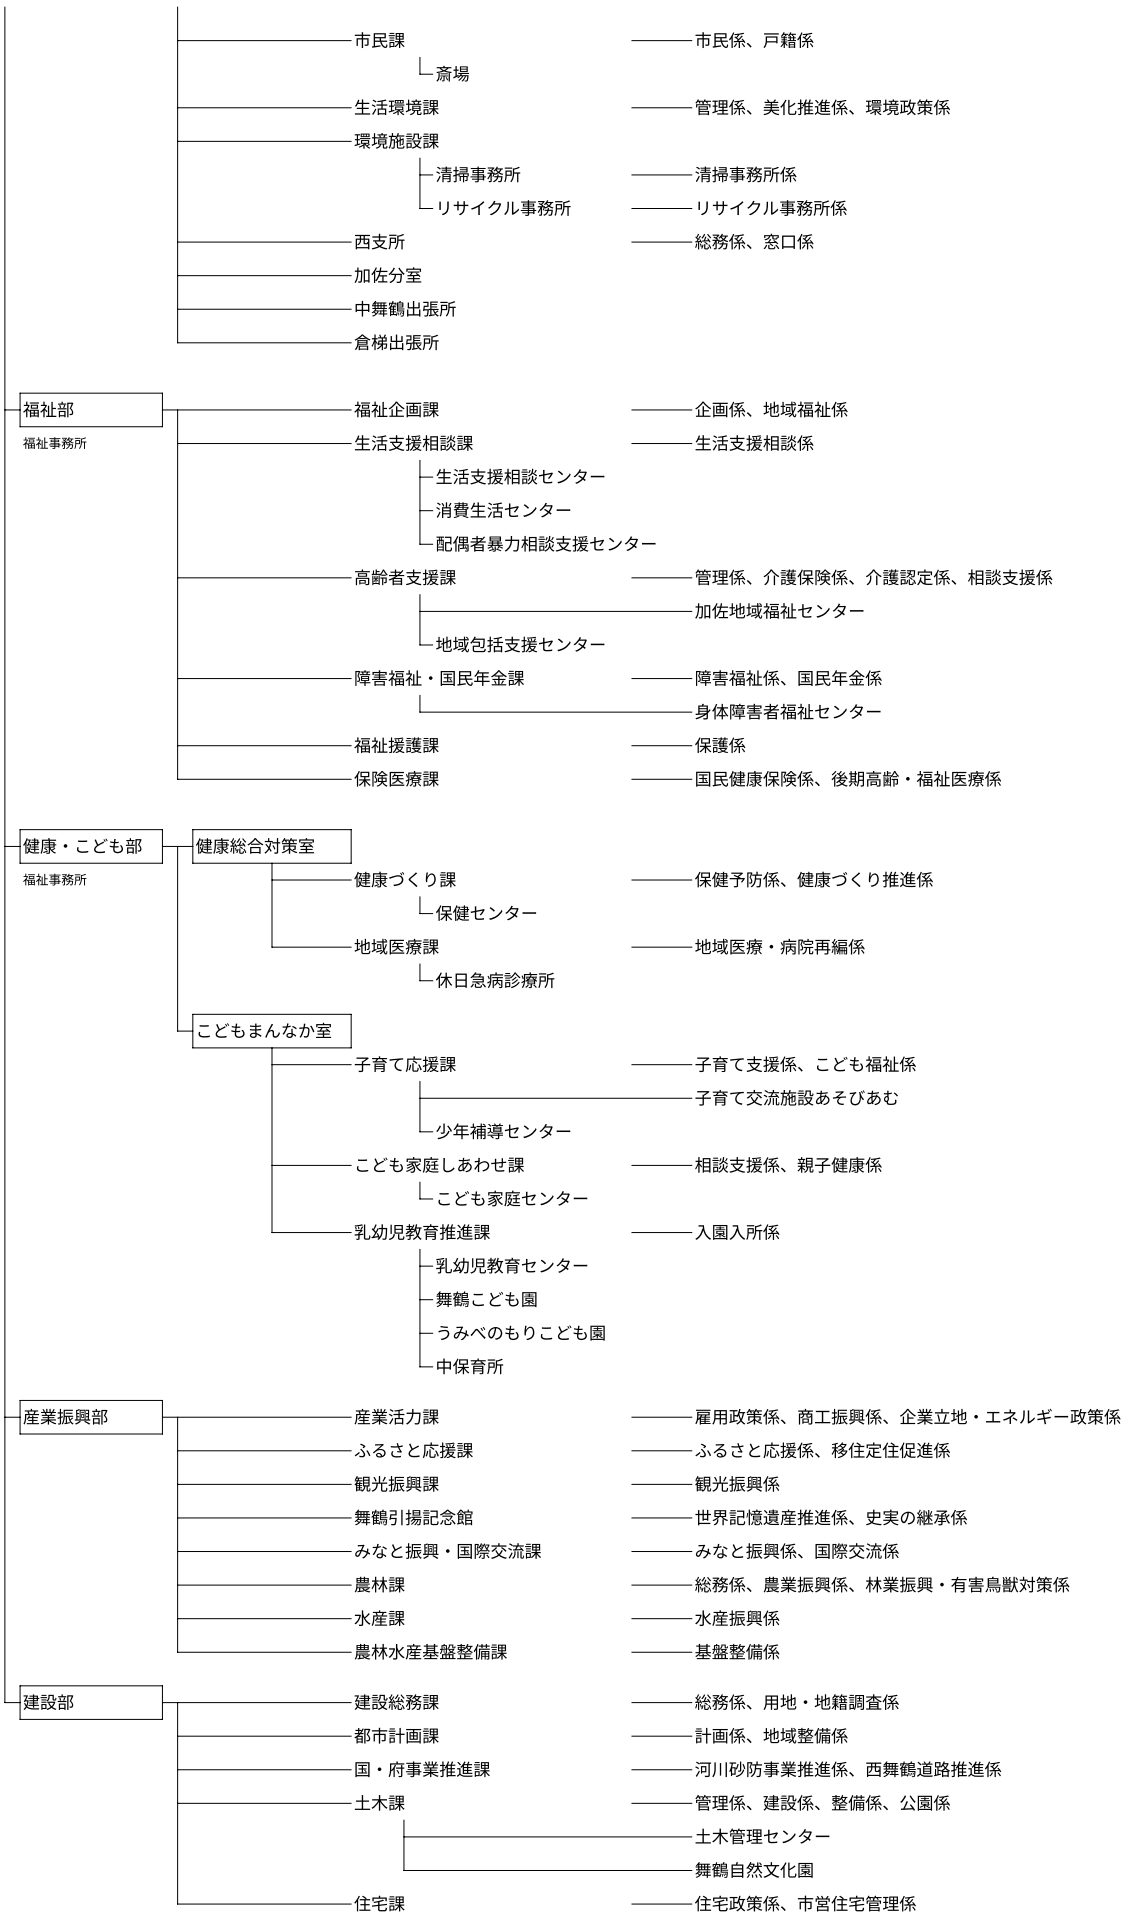 市民課 市民係、戸籍係
斎場
生活環境課 管理係、美化推進係、環境政策係
環境施設課
清掃事務所 清掃事務所係
リサイクル事務所 リサイクル事務所係
西支所 総務係、窓口係
加佐分室
中舞鶴出張所
倉梯出張所
福祉部 福祉企画課 企画係、地域福祉係
福祉事務所 生活支援相談課 生活支援相談係
生活支援相談センター
消費生活センター
配偶者暴力相談支援センター
高齢者支援課 管理係、介護保険係、介護認定係、相談支援係
加佐地域福祉センター
地域包括支援センター
障害福祉・国民年金課 障害福祉係、国民年金係
身体障害者福祉センター
福祉援護課 保護係
保険医療課 国民健康保険係、後期高齢・福祉医療係
健康・こども部 健康総合対策室
福祉事務所 健康づくり課 保健予防係、健康づくり推進係
保健センター
地域医療課 地域医療・病院再編係
休日急病診療所
こどもまんなか室
子育て応援課 子育て支援係、こども福祉係
子育て交流施設あそびあむ
少年補導センター
こども家庭しあわせ課 相談支援係、親子健康係
こども家庭センター
乳幼児教育推進課 入園入所係
乳幼児教育センター
舞鶴こども園
うみべのもりこども園
中保育所
産業振興部 産業活力課 雇用政策係、商工振興係、企業立地・エネルギー政策係
ふるさと応援課 ふるさと応援係、移住定住促進係
観光振興課 観光振興係
舞鶴引揚記念館 世界記憶遺産推進係、史実の継承係
みなと振興・国際交流課 みなと振興係、国際交流係
農林課 総務係、農業振興係、林業振興・有害鳥獣対策係
水産課 水産振興係
農林水産基盤整備課 基盤整備係
建設部 建設総務課 総務係、用地・地籍調査係
都市計画課 計画係、地域整備係
国・府事業推進課 河川砂防事業推進係、西舞鶴道路推進係
土木課 管理係、建設係、整備係、公園係
土木管理センター
舞鶴自然文化園
住宅課 住宅政策係、市営住宅管理係